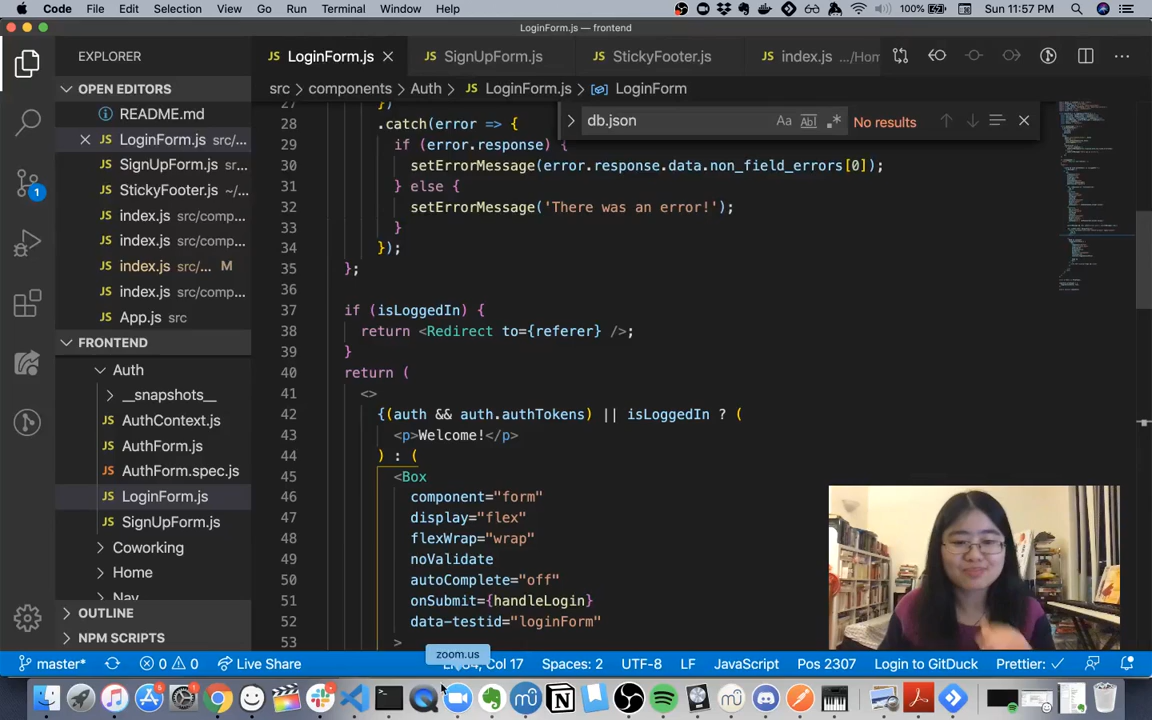 Code File Edit Selection View Go Run Terminal Window Help 100% Sun 11:57 PM
LoginForm.js — frontend
EXPLORER
LoginForm.js SignUpForm.js StickyFooter.js index.js .../Hom
OPEN EDITORS
README.md
LoginForm.js src/...
SignUpForm.js src/...
StickyFooter.js ~/...
index.js src/comp...
index.js src/comp...
index.js src/... M
index.js src/comp...
App.js src
FRONTEND
Auth
__snapshots__
AuthContext.js
AuthForm.js
AuthForm.spec.js
LoginForm.js
SignUpForm.js
Coworking
Home
Nav
OUTLINE
NPM SCRIPTS
1
src > components > Auth > LoginForm.js > LoginForm
db.json Aa Abl .* No results
27 })
28 .catch(error => {
29 if (error.response) {
30 setErrorMessage(error.response.data.non_field_errors[0]);
31 } else {
32 setErrorMessage('There was an error!');
33 }
34 });
35 };
36
37 if (isLoggedIn) {
38 return <Redirect to={referer} />;
39 }
40 return (
41 <>
42 {(auth && auth.authTokens) || isLoggedIn ? (
43 <p>Welcome!</p>
44 ) : (
45 <Box
46 component="form"
47 display="flex"
48 flexWrap="wrap"
49 noValidate
50 autoComplete="off"
51 onSubmit={handleLogin}
52 data-testid="loginForm"
53 >
zoom.us
master* 0 0 Live Share Col 17 Spaces: 2 UTF-8 LF JavaScript Pos 2307 Login to GitDuck Prettier: ✓